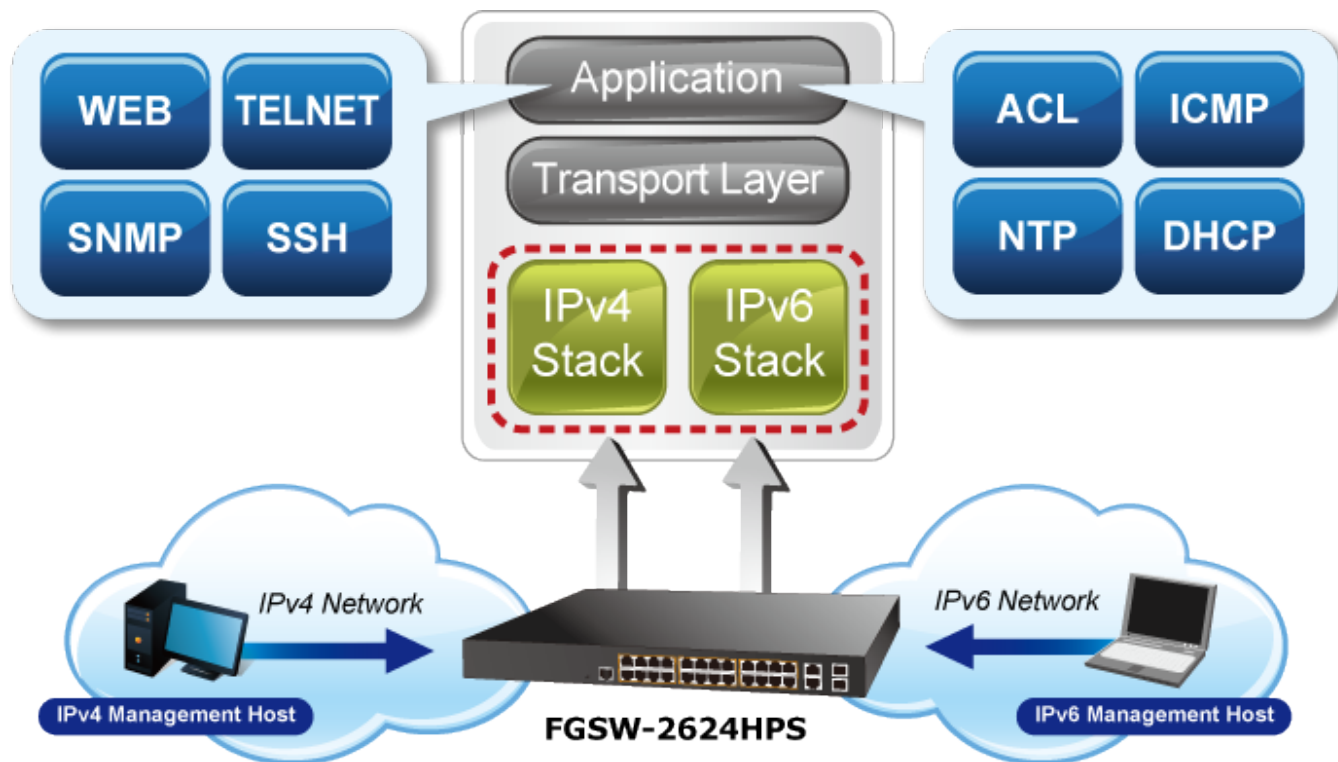 WEB
TELNET
SNMP
SSH
Application
Transport Layer
IPv4
Stack
IPv6
Stack
ACL
ICMP
NTP
DHCP
IPv4 Network
IPv4 Management Host
FGSW-2624HPS
IPv6 Network
IPv6 Management Host